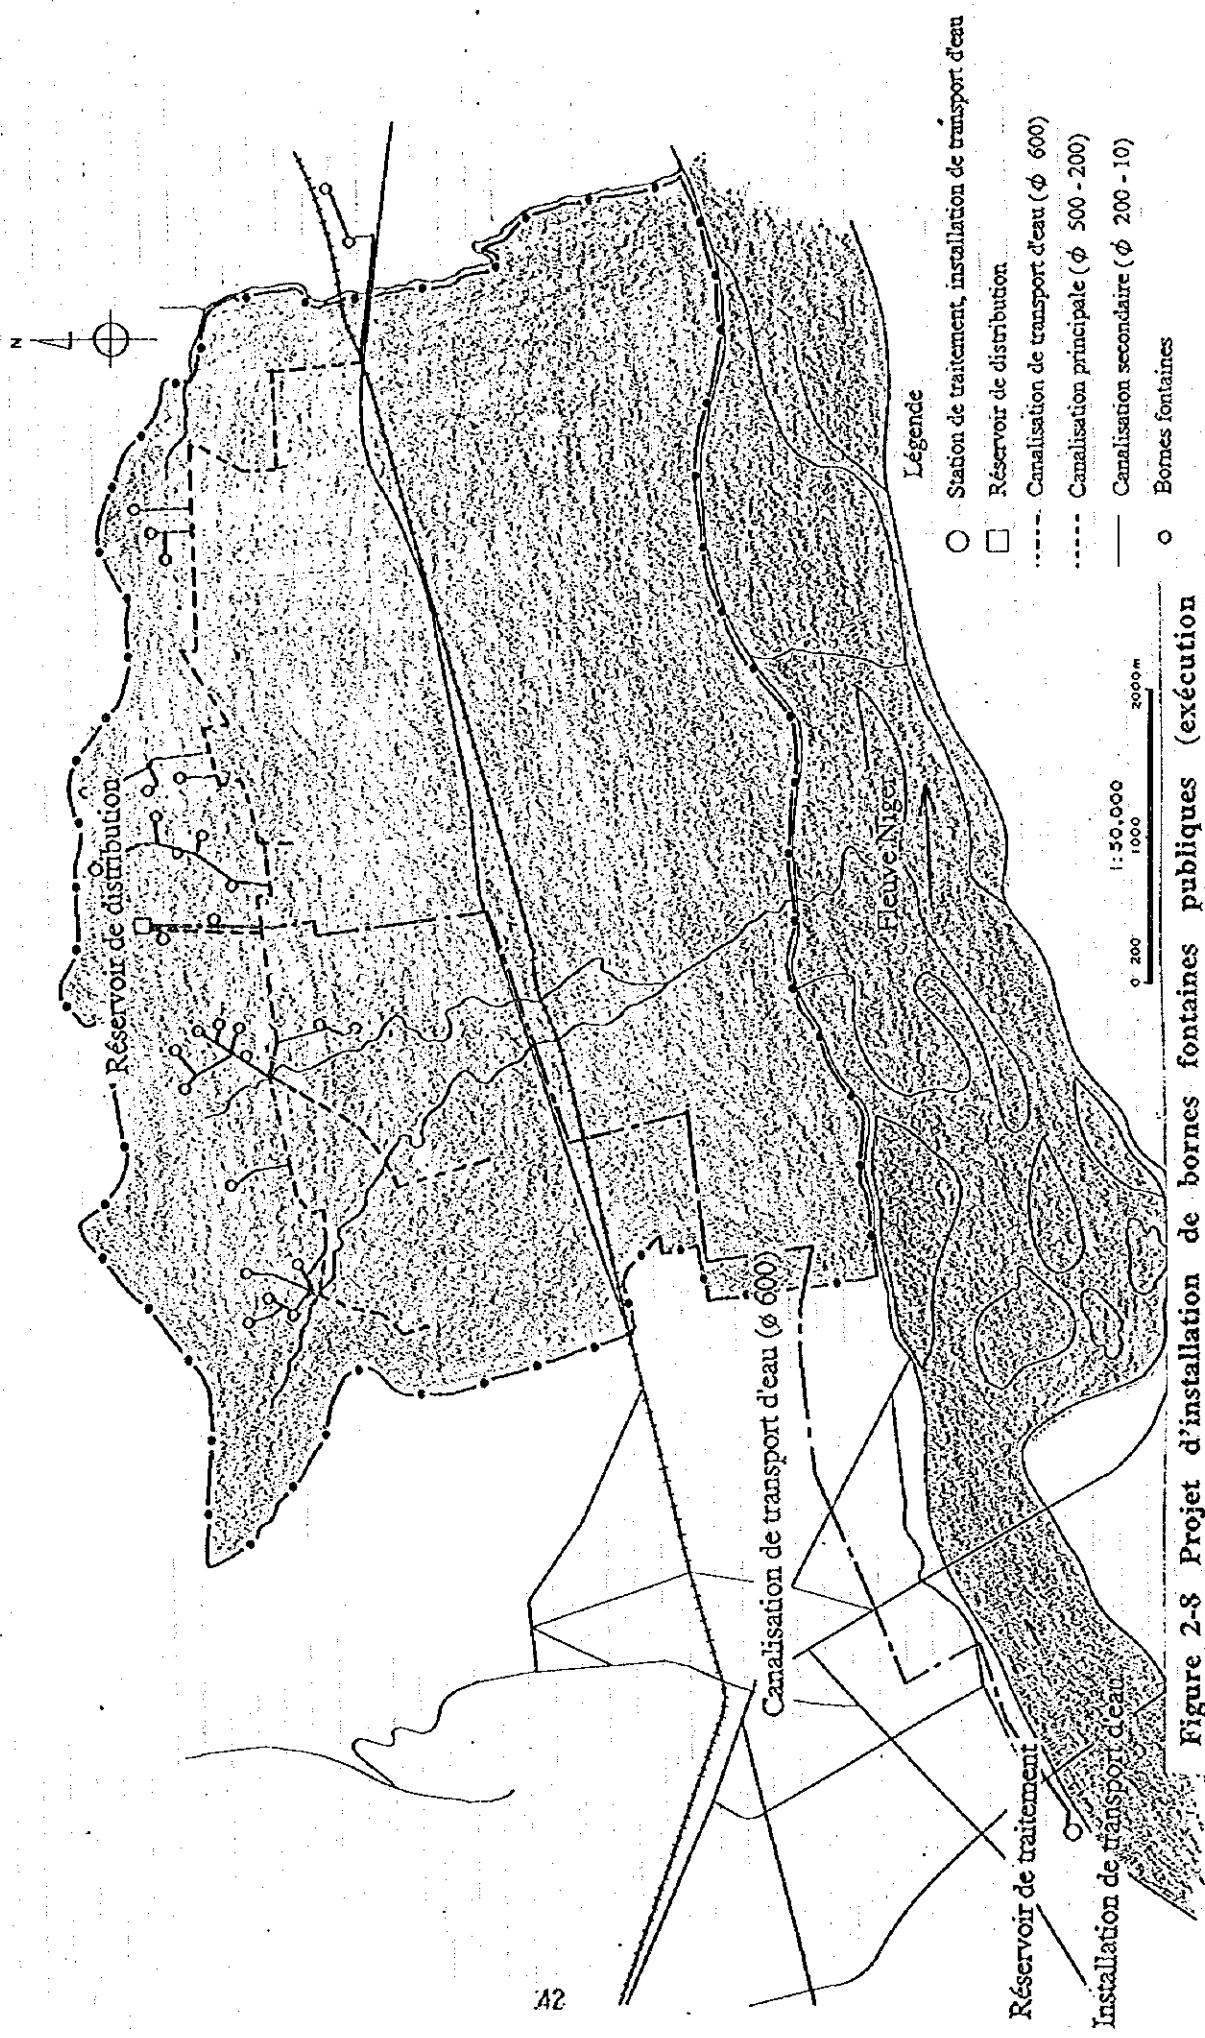 N
Réservoir de distribution
Fleuve Niger
Canalisation de transport d'eau (φ 600)
Réservoir de traitement
Installation de transport d'eau
Légende
Station de traitement, installation de transport d'eau
Réservoir de distribution
Canalisation de transport d'eau (φ 600)
Canalisation principale (φ 500 - 200)
Canalisation secondaire (φ 200 - 10)
Bornes fontaines
1:50,000
0 200 1000 2000m
Figure 2-8 Projet d'installation de bornes fontaines publiques (exécution
A2